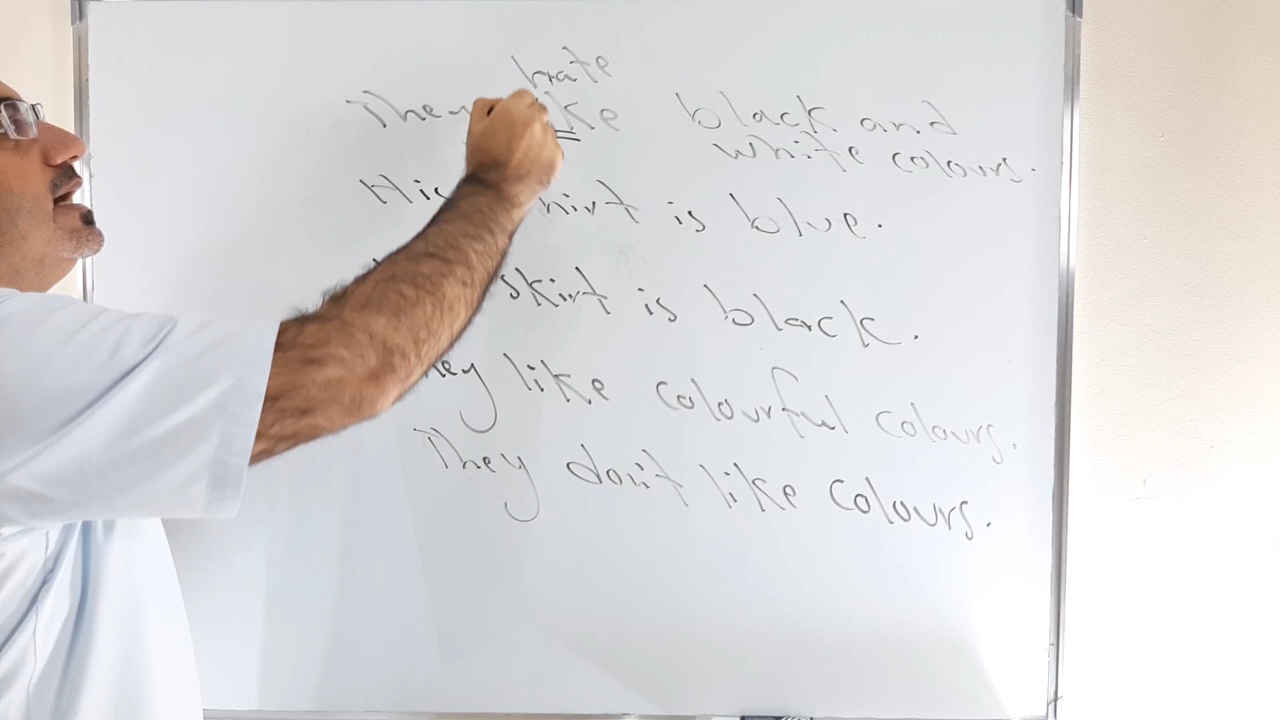 hate
They like black and
white colours.
His shirt is blue.
skirt is black.
They like colourful colours.
They don't like colours.